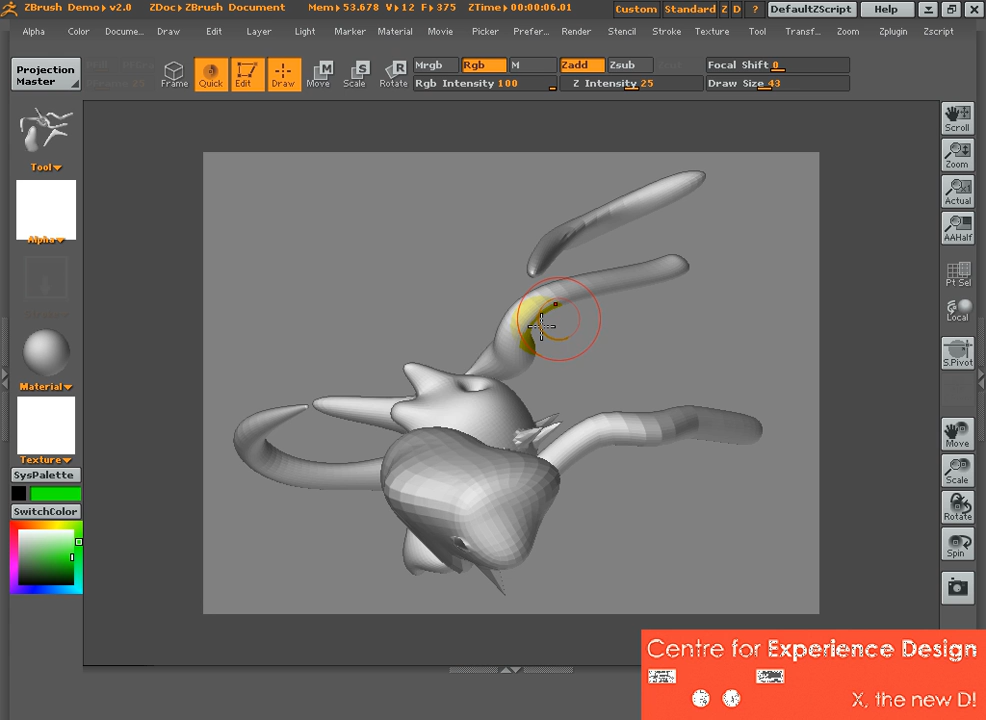 ZBrush Demo v2.0 ZDoc ZBrush Document Mem 53.678 V 12 F 375 ZTime 00:00:06.01 Custom Standard Z D ? DefaultZScript Help
Alpha Color Docume... Draw Edit Layer Light Marker Material Movie Picker Prefer... Render Stencil Stroke Texture Tool Transf... Zoom Zplugin Zscript
Projection Master
Frame Quick Edit Draw Move Scale Rotate
Mrgb Rgb M Zadd Zsub Focal Shift 0
Rgb Intensity 100 Z Intensity 25 Draw Size 43
Tool
Alpha
Material
Texture
SysPalette
SwitchColor
Scroll
Zoom
Actual
AAHalf
Pt Sel
Local
S.Pivot
Move
Scale
Rotate
Spin
Centre for Experience Design
X, the new D!